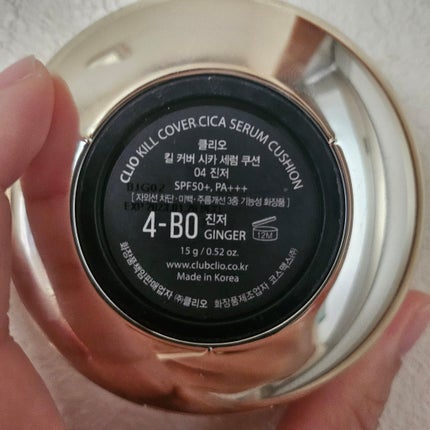 CLIO KILL COVER CICA SERUM CUSHION
클리오
킬 커버 시카 세럼 쿠션
04 진저
SPF50+, PA+++
[ 자외선 차단 · 미백 · 주름개선 3중 기능성 화장품 ]
4-BO 진저
GINGER
12M
15 g / 0.52 oz.
www.clubclio.co.kr
Made in Korea
화장품책임판매업자 ㈜클리오 화장품제조업자 코스맥스㈜